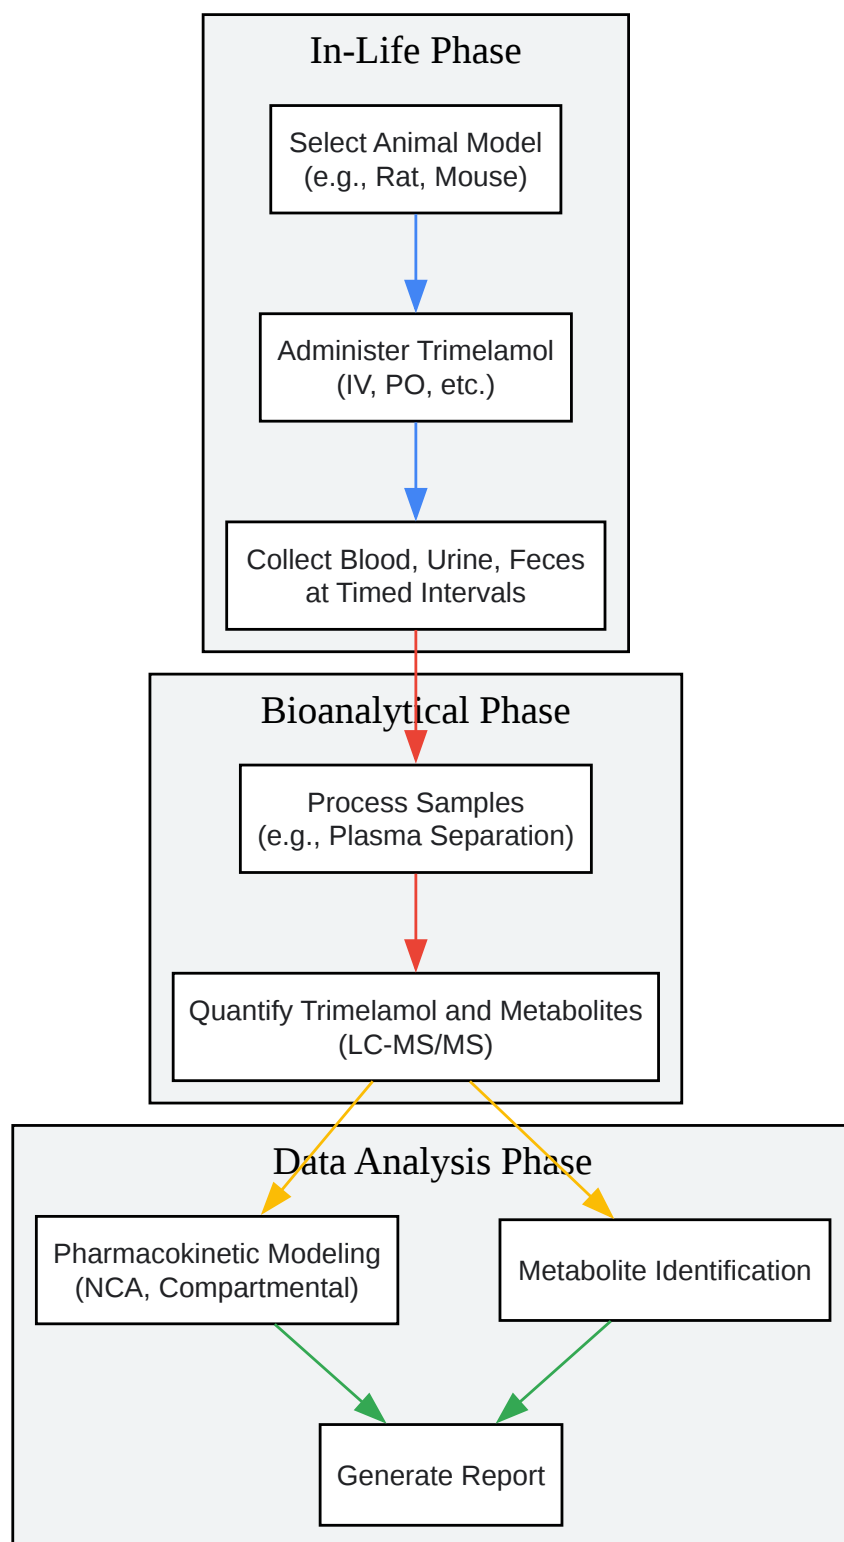 In-Life Phase
Select Animal Model
(e.g., Rat, Mouse)
Administer Trimelamol
(IV, PO, etc.)
Collect Blood, Urine, Feces
at Timed Intervals
Bioanalytical Phase
Process Samples
(e.g., Plasma Separation)
Quantify Trimelamol and Metabolites
(LC-MS/MS)
Data Analysis Phase
Pharmacokinetic Modeling
(NCA, Compartmental)
Metabolite Identification
Generate Report